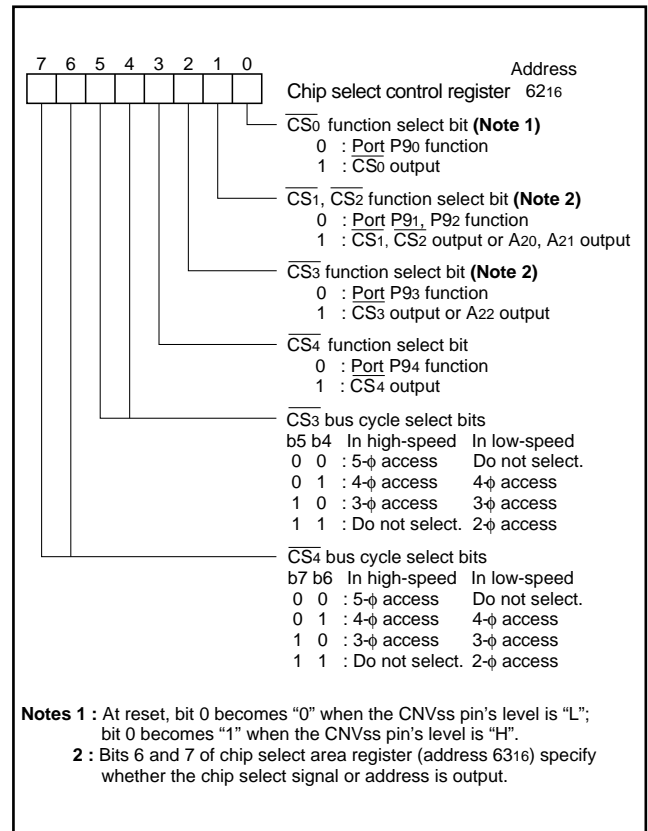 7 6 5 4 3 2 1 0
Address
Chip select control register 6216
CS0 function select bit (Note 1)
0 : Port P90 function
1 : CS0 output
CS1, CS2 function select bit (Note 2)
0 : Port P91, P92 function
1 : CS1, CS2 output or A20, A21 output
CS3 function select bit (Note 2)
0 : Port P93 function
1 : CS3 output or A22 output
CS4 function select bit
0 : Port P94 function
1 : CS4 output
CS3 bus cycle select bits
b5 b4 In high-speed In low-speed
0 0 : 5-ϕ access Do not select.
0 1 : 4-ϕ access 4-ϕ access
1 0 : 3-ϕ access 3-ϕ access
1 1 : Do not select. 2-ϕ access
CS4 bus cycle select bits
b7 b6 In high-speed In low-speed
0 0 : 5-ϕ access Do not select.
0 1 : 4-ϕ access 4-ϕ access
1 0 : 3-ϕ access 3-ϕ access
1 1 : Do not select. 2-ϕ access
Notes 1 : At reset, bit 0 becomes “0” when the CNVss pin’s level is “L”;
bit 0 becomes “1” when the CNVss pin’s level is “H”.
2 : Bits 6 and 7 of chip select area register (address 6316) specify
whether the chip select signal or address is output.